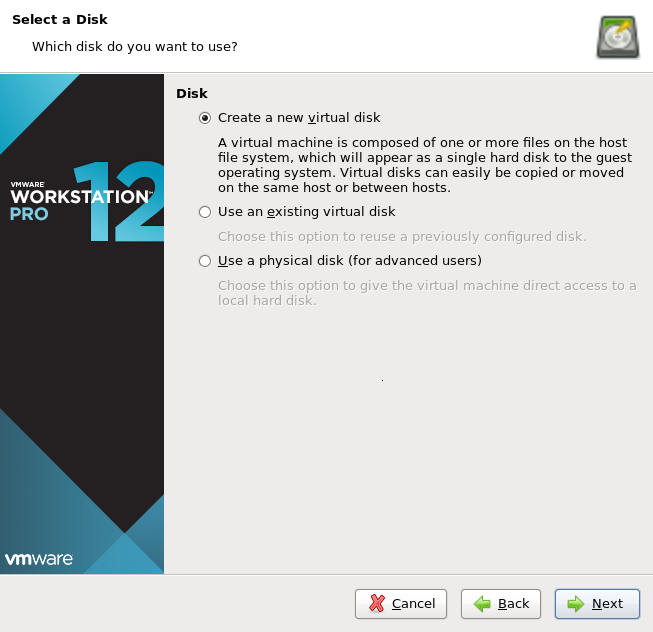 Select a Disk
Which disk do you want to use?
Disk
Create a new virtual disk
A virtual machine is composed of one or more files on the host
file system, which will appear as a single hard disk to the guest
operating system. Virtual disks can easily be copied or moved
on the same host or between hosts.
Use an existing virtual disk
Choose this option to reuse a previously configured disk.
Use a physical disk (for advanced users)
Choose this option to give the virtual machine direct access to a
local hard disk.
VMWARE
WORKSTATION™
PRO
12
vmware
Cancel
Back
Next